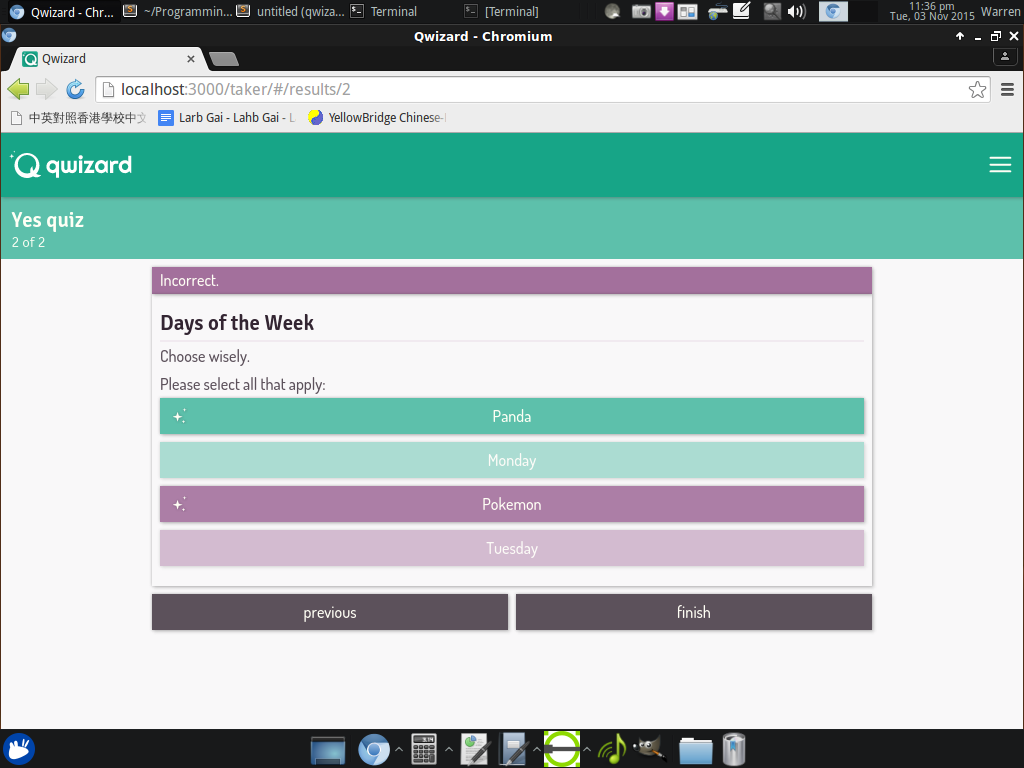 Qwizard - Chr...
~/Programmin...
untitled (qwiza...
Terminal
[Terminal]
11:36 pm
Tue, 03 Nov 2015
Warren
Qwizard - Chromium
Qwizard
localhost:3000/taker/#/results/2
中英對照香港學校中文
Larb Gai - Lahb Gai - L
YellowBridge Chinese-
qwizard
Yes quiz
2 of 2
Incorrect.
Days of the Week
Choose wisely.
Please select all that apply:
Panda
Monday
Pokemon
Tuesday
previous
finish
3.14